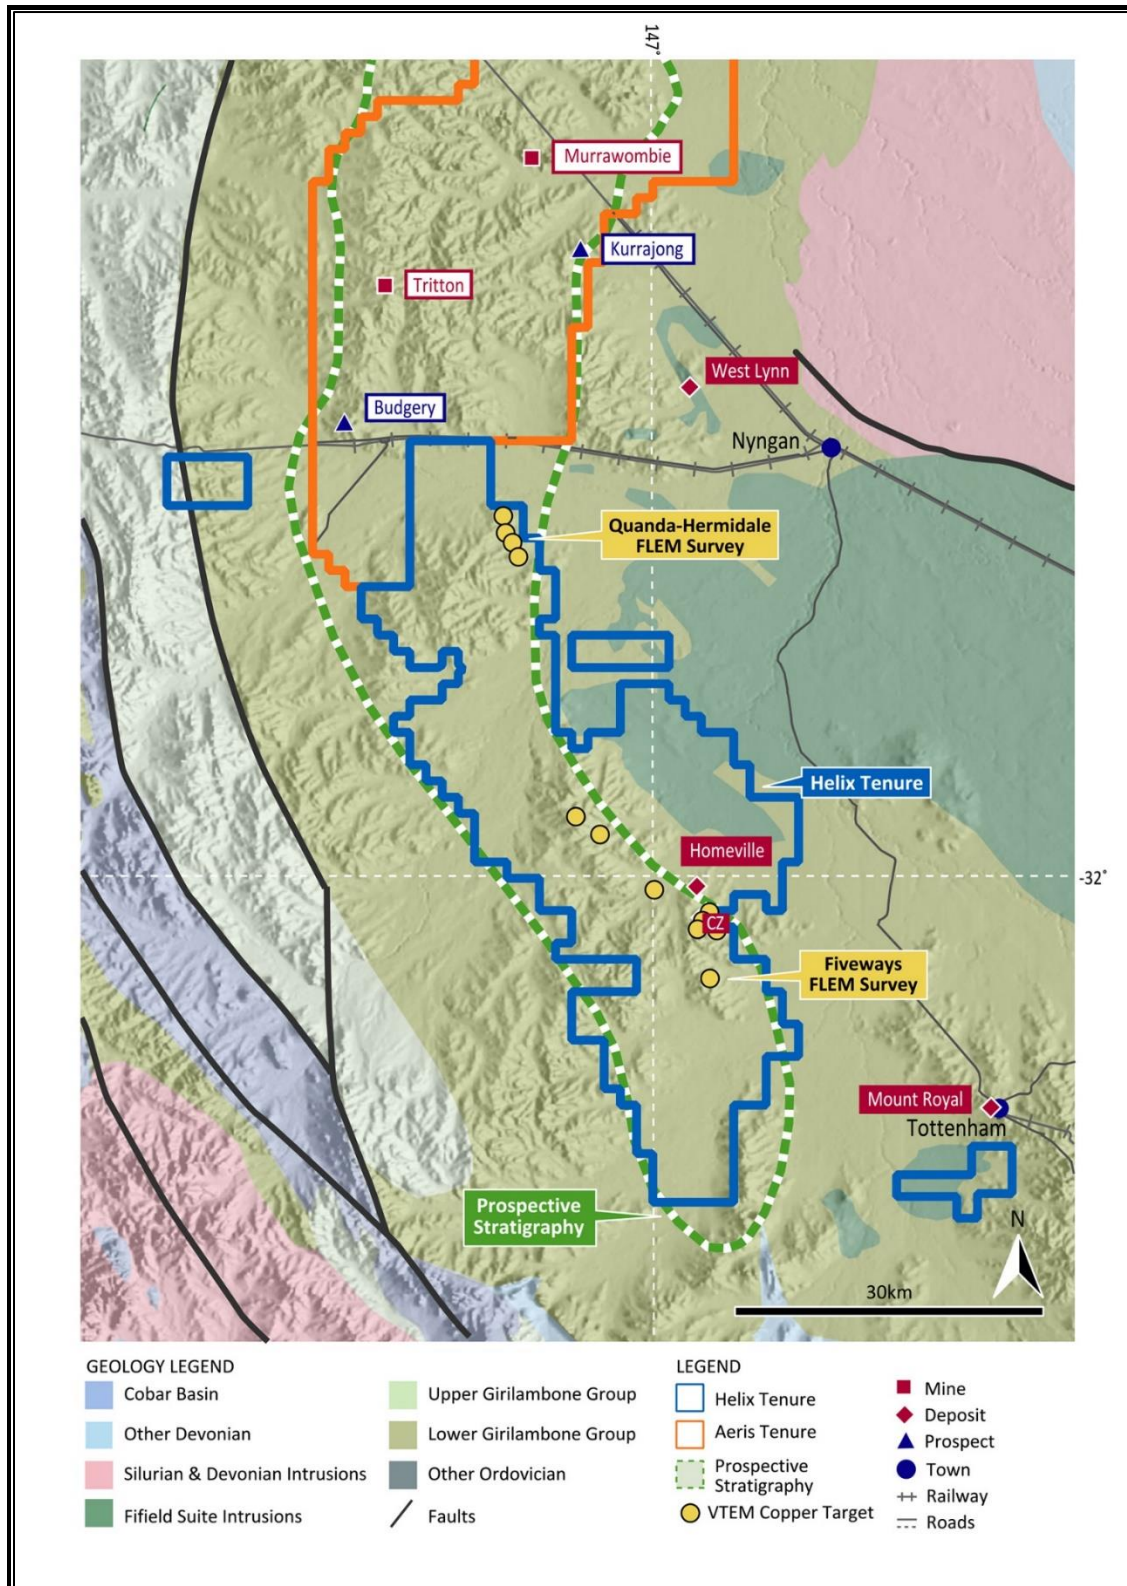 147°
Murrawombie
Kurrajong
Tritton
West Lynn
Budgery
Nyngan
Quanda-Hermidale
FLEM Survey
Helix Tenure
Homeville
-32°
CZ
Fiveways
FLEM Survey
Mount Royal
Tottenham
Prospective
Stratigraphy
N
30km
GEOLOGY LEGEND
Cobar Basin
Other Devonian
Silurian & Devonian Intrusions
Fifield Suite Intrusions
Upper Girilambone Group
Lower Girilambone Group
Other Ordovician
Faults
LEGEND
Helix Tenure
Aeris Tenure
Prospective
Stratigraphy
VTEM Copper Target
Mine
Deposit
Prospect
Town
Railway
Roads